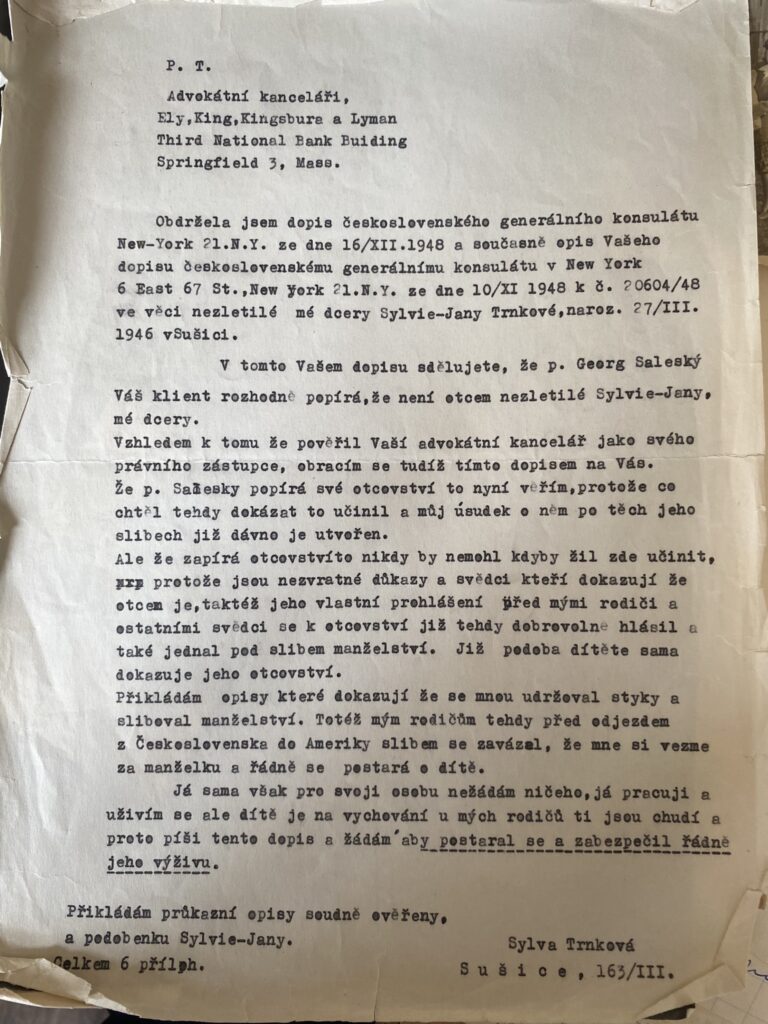 P. T.
Advokátní kanceláři,
Ely,King,Kingsbura a Lyman
Third National Bank Buiding
Springfield 3, Mass.
Obdržela jsem dopis československého generálního konsulátu
New-York 21.N.Y. ze dne 16/XII.1948 a současně opis Vašeho
dopisu československému generálnímu konsulátu v New York
6 East 67 St.,New york 21.N.Y. ze dne 10/XI 1948 k č. 20604/48
ve věci nezletilé mé dcery Sylvie-Jany Trnkové,naroz. 27/III.
1946 vSušici.
V tomto Vašem dopisu sdělujete, že p. Georg Saleský
Váš klient rozhodně popírá,že není otcem nezletilé Sylvie-Jany,
mé dcery.
Vzhledem k tomu že pověřil Vaší advokátní kancelář jako svého
právního zástupce, obracím se tudíž tímto dopisem na Vás.
Že p. Salesky popírá své otcovství to nyní věřím,protože co
chtěl tehdy dokázat to učinil a můj úsudek o něm po těch jeho
slibech již dávno je utvořen.
Ale že zapírá otcovstvíto nikdy by nemohl kdyby žil zde učinit,
protože jsou nezvratné důkazy a svědci kteří dokazují že
otcem je,taktéž jeho vlastní prohlášení před mými rodiči a
ostatními svědci se k otcovství již tehdy dobrovolně hlásil a
také jednal pod slibem manželství. Již podoba dítěte sama
dokazuje jeho otcovství.
Přikládám opisy které dokazují že se mnou udržoval styky a
sliboval manželství. Totéž mým rodičům tehdy před odjezdem
z Československa do Ameriky slibem se zavázal, že mne si vezme
za manželku a řádně se postará o dítě.
Já sama však pro svoji osobu nežádám ničeho,já pracuji a
uživím se ale dítě je na vychování u mých rodičů ti jsou chudí a
proto píši tento dopis a žádám aby postaral se a zabezpečil řádně
jeho výživu.
Přikládám průkazní opisy soudně ověřeny,
a podobenku Sylvie-Jany.
Celkem 6 příloh.
Sylva Trnková
Sušice, 163/III.